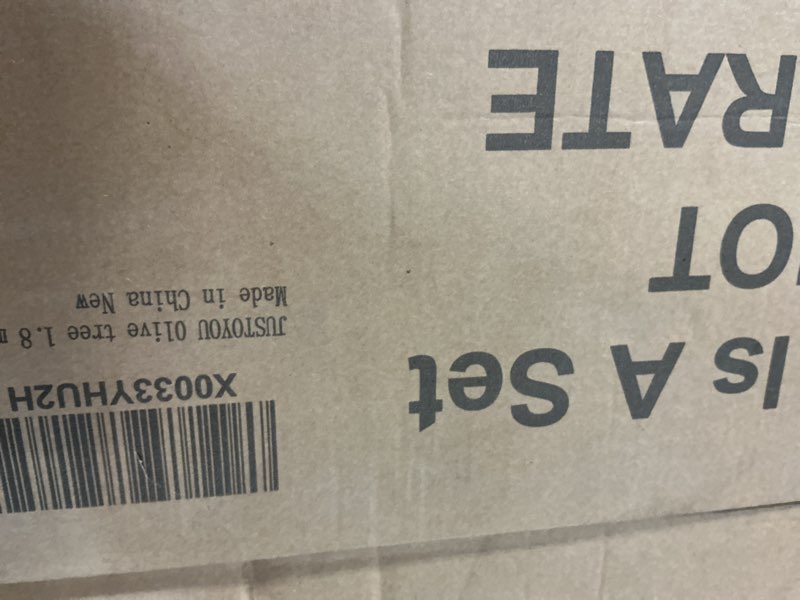 Is A Set
OT
RATE
X0033YHU2H
JUSTOYOU Olive tree 1.8
Made in China New